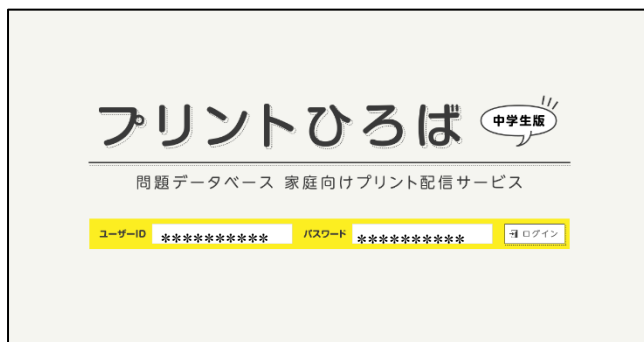 プリントひろば 中学生版
問題データベース 家庭向けプリント配信サービス
ユーザーID ********** パスワード ********** ログイン